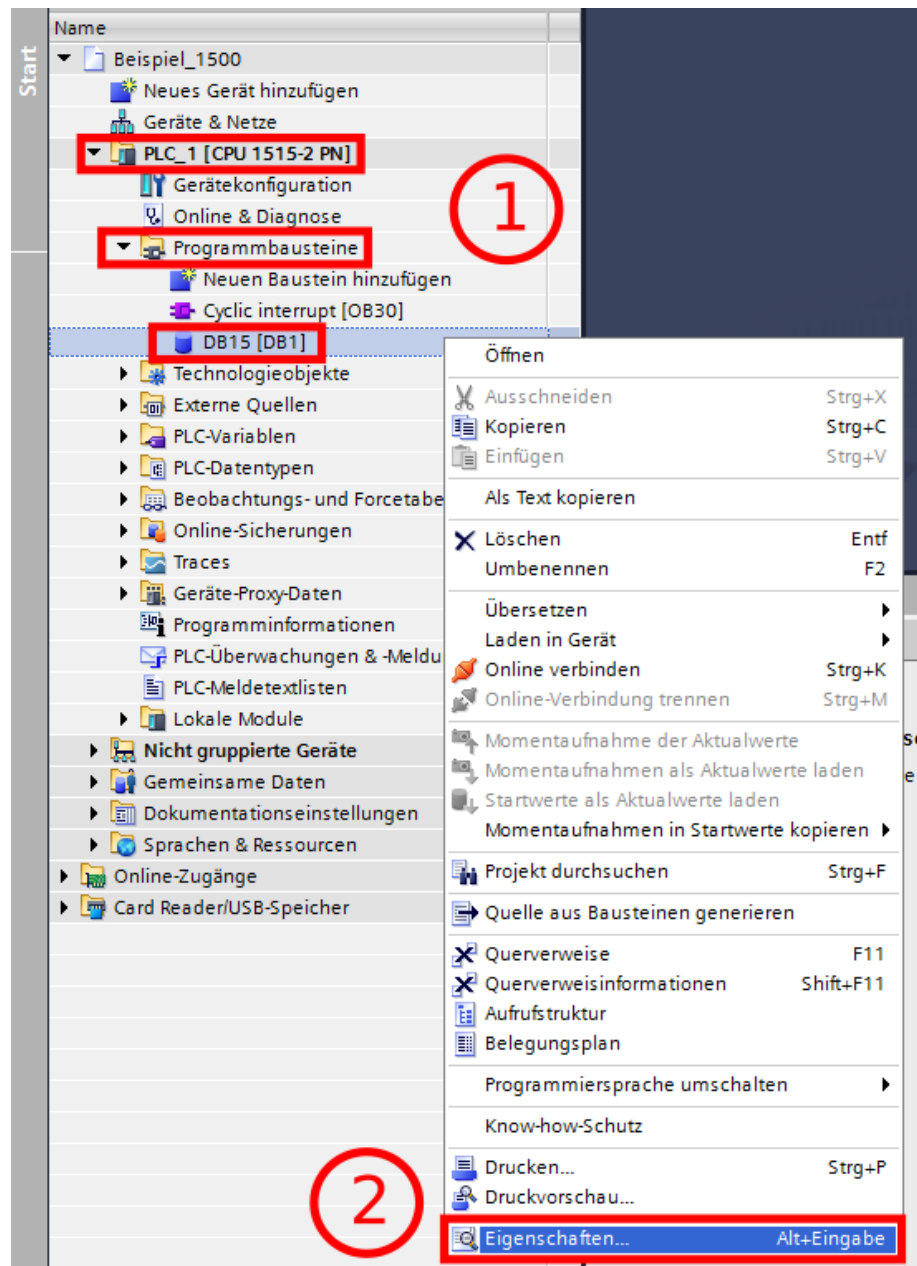 Start
Name
Beispiel_1500
Neues Gerät hinzufügen
Geräte & Netze
PLC_1 [CPU 1515-2 PN]
Gerätekonfiguration
Online & Diagnose
Programmbausteine
Neuen Baustein hinzufügen
Cyclic interrupt [OB30]
DB15 [DB1]
Technologieobjekte
Externe Quellen
PLC-Variablen
PLC-Datentypen
Beobachtungs- und Forcetabe
Online-Sicherungen
Traces
Geräte-Proxy-Daten
Programminformationen
PLC-Überwachungen & -Meldu
PLC-Meldetextlisten
Lokale Module
Nicht gruppierte Geräte
Gemeinsame Daten
Dokumentationseinstellungen
Sprachen & Ressourcen
Online-Zugänge
Card Reader/USB-Speicher
1
Öffnen
Ausschneiden Strg+X
Kopieren Strg+C
Einfügen Strg+V
Als Text kopieren
Löschen Entf
Umbenennen F2
Übersetzen
Laden in Gerät
Online verbinden Strg+K
Online-Verbindung trennen Strg+M
Momentaufnahme der Aktualwerte
Momentaufnahmen als Aktualwerte laden
Startwerte als Aktualwerte laden
Momentaufnahmen in Startwerte kopieren
Projekt durchsuchen Strg+F
Quelle aus Bausteinen generieren
Querverweise F11
Querverweisinformationen Shift+F11
Aufrufstruktur
Belegungsplan
Programmiersprache umschalten
Know-how-Schutz
Drucken... Strg+P
Druckvorschau...
2
Eigenschaften... Alt+Eingabe